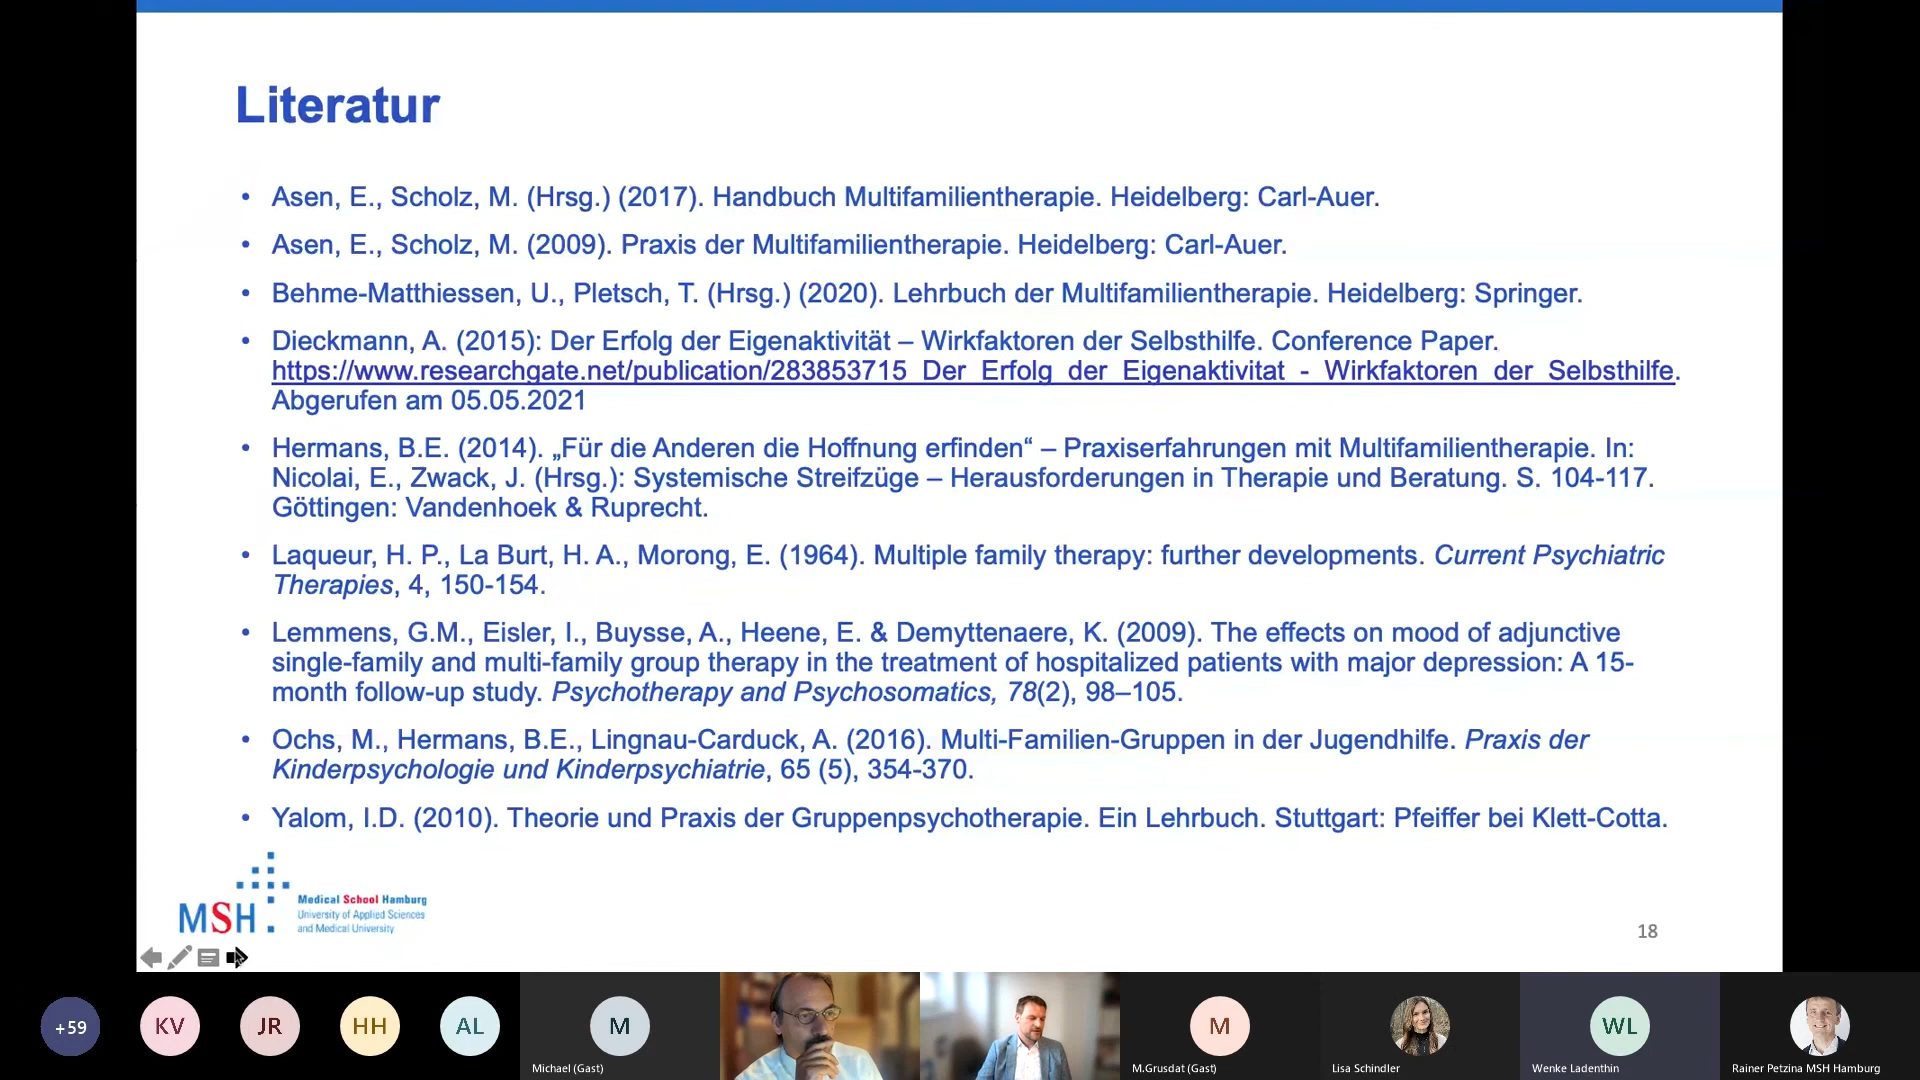 Literatur
• Asen, E., Scholz, M. (Hrsg.) (2017). Handbuch Multifamilientherapie. Heidelberg: Carl-Auer.
• Asen, E., Scholz, M. (2009). Praxis der Multifamilientherapie. Heidelberg: Carl-Auer.
• Behme-Matthiessen, U., Pletsch, T. (Hrsg.) (2020). Lehrbuch der Multifamilientherapie. Heidelberg: Springer.
• Dieckmann, A. (2015): Der Erfolg der Eigenaktivität – Wirkfaktoren der Selbsthilfe. Conference Paper.
https://www.researchgate.net/publication/283853715_Der_Erfolg_der_Eigenaktivitat_-_Wirkfaktoren_der_Selbsthilfe.
Abgerufen am 05.05.2021
• Hermans, B.E. (2014). „Für die Anderen die Hoffnung erfinden“ – Praxiserfahrungen mit Multifamilientherapie. In:
Nicolai, E., Zwack, J. (Hrsg.): Systemische Streifzüge – Herausforderungen in Therapie und Beratung. S. 104-117.
Göttingen: Vandenhoek & Ruprecht.
• Laqueur, H. P., La Burt, H. A., Morong, E. (1964). Multiple family therapy: further developments. Current Psychiatric
Therapies, 4, 150-154.
• Lemmens, G.M., Eisler, I., Buysse, A., Heene, E. & Demyttenaere, K. (2009). The effects on mood of adjunctive
single-family and multi-family group therapy in the treatment of hospitalized patients with major depression: A 15-
month follow-up study. Psychotherapy and Psychosomatics, 78(2), 98–105.
• Ochs, M., Hermans, B.E., Lingnau-Carduck, A. (2016). Multi-Familien-Gruppen in der Jugendhilfe. Praxis der
Kinderpsychologie und Kinderpsychiatrie, 65 (5), 354-370.
• Yalom, I.D. (2010). Theorie und Praxis der Gruppenpsychotherapie. Ein Lehrbuch. Stuttgart: Pfeiffer bei Klett-Cotta.
MSH
Medical School Hamburg
University of Applied Sciences
and Medical University
18
+59
KV
JR
HH
AL
M
Michael (Gast)
M
M.Grusdat (Gast)
Lisa Schindler
WL
Wenke Ladenthin
Rainer Petzina MSH Hamburg